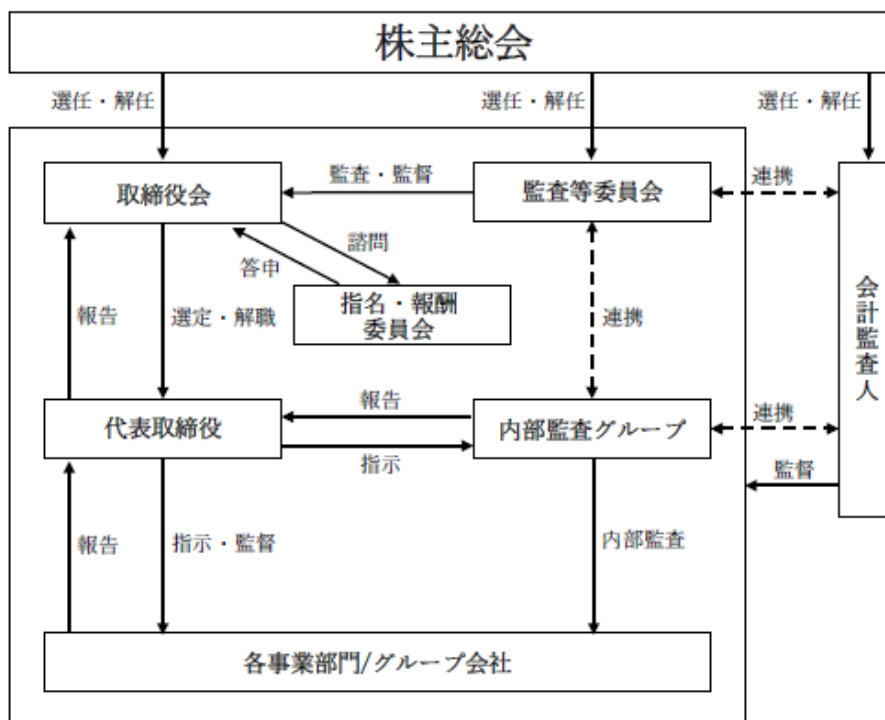 株主総会
選任・解任
選任・解任
選任・解任
取締役会
監査・監督
監査等委員会
連携
諮問
答申
指名・報酬
委員会
報告
選定・解職
連携
会計監査人
代表取締役
報告
指示
内部監査グループ
連携
監督
報告
指示・監督
内部監査
各事業部門/グループ会社